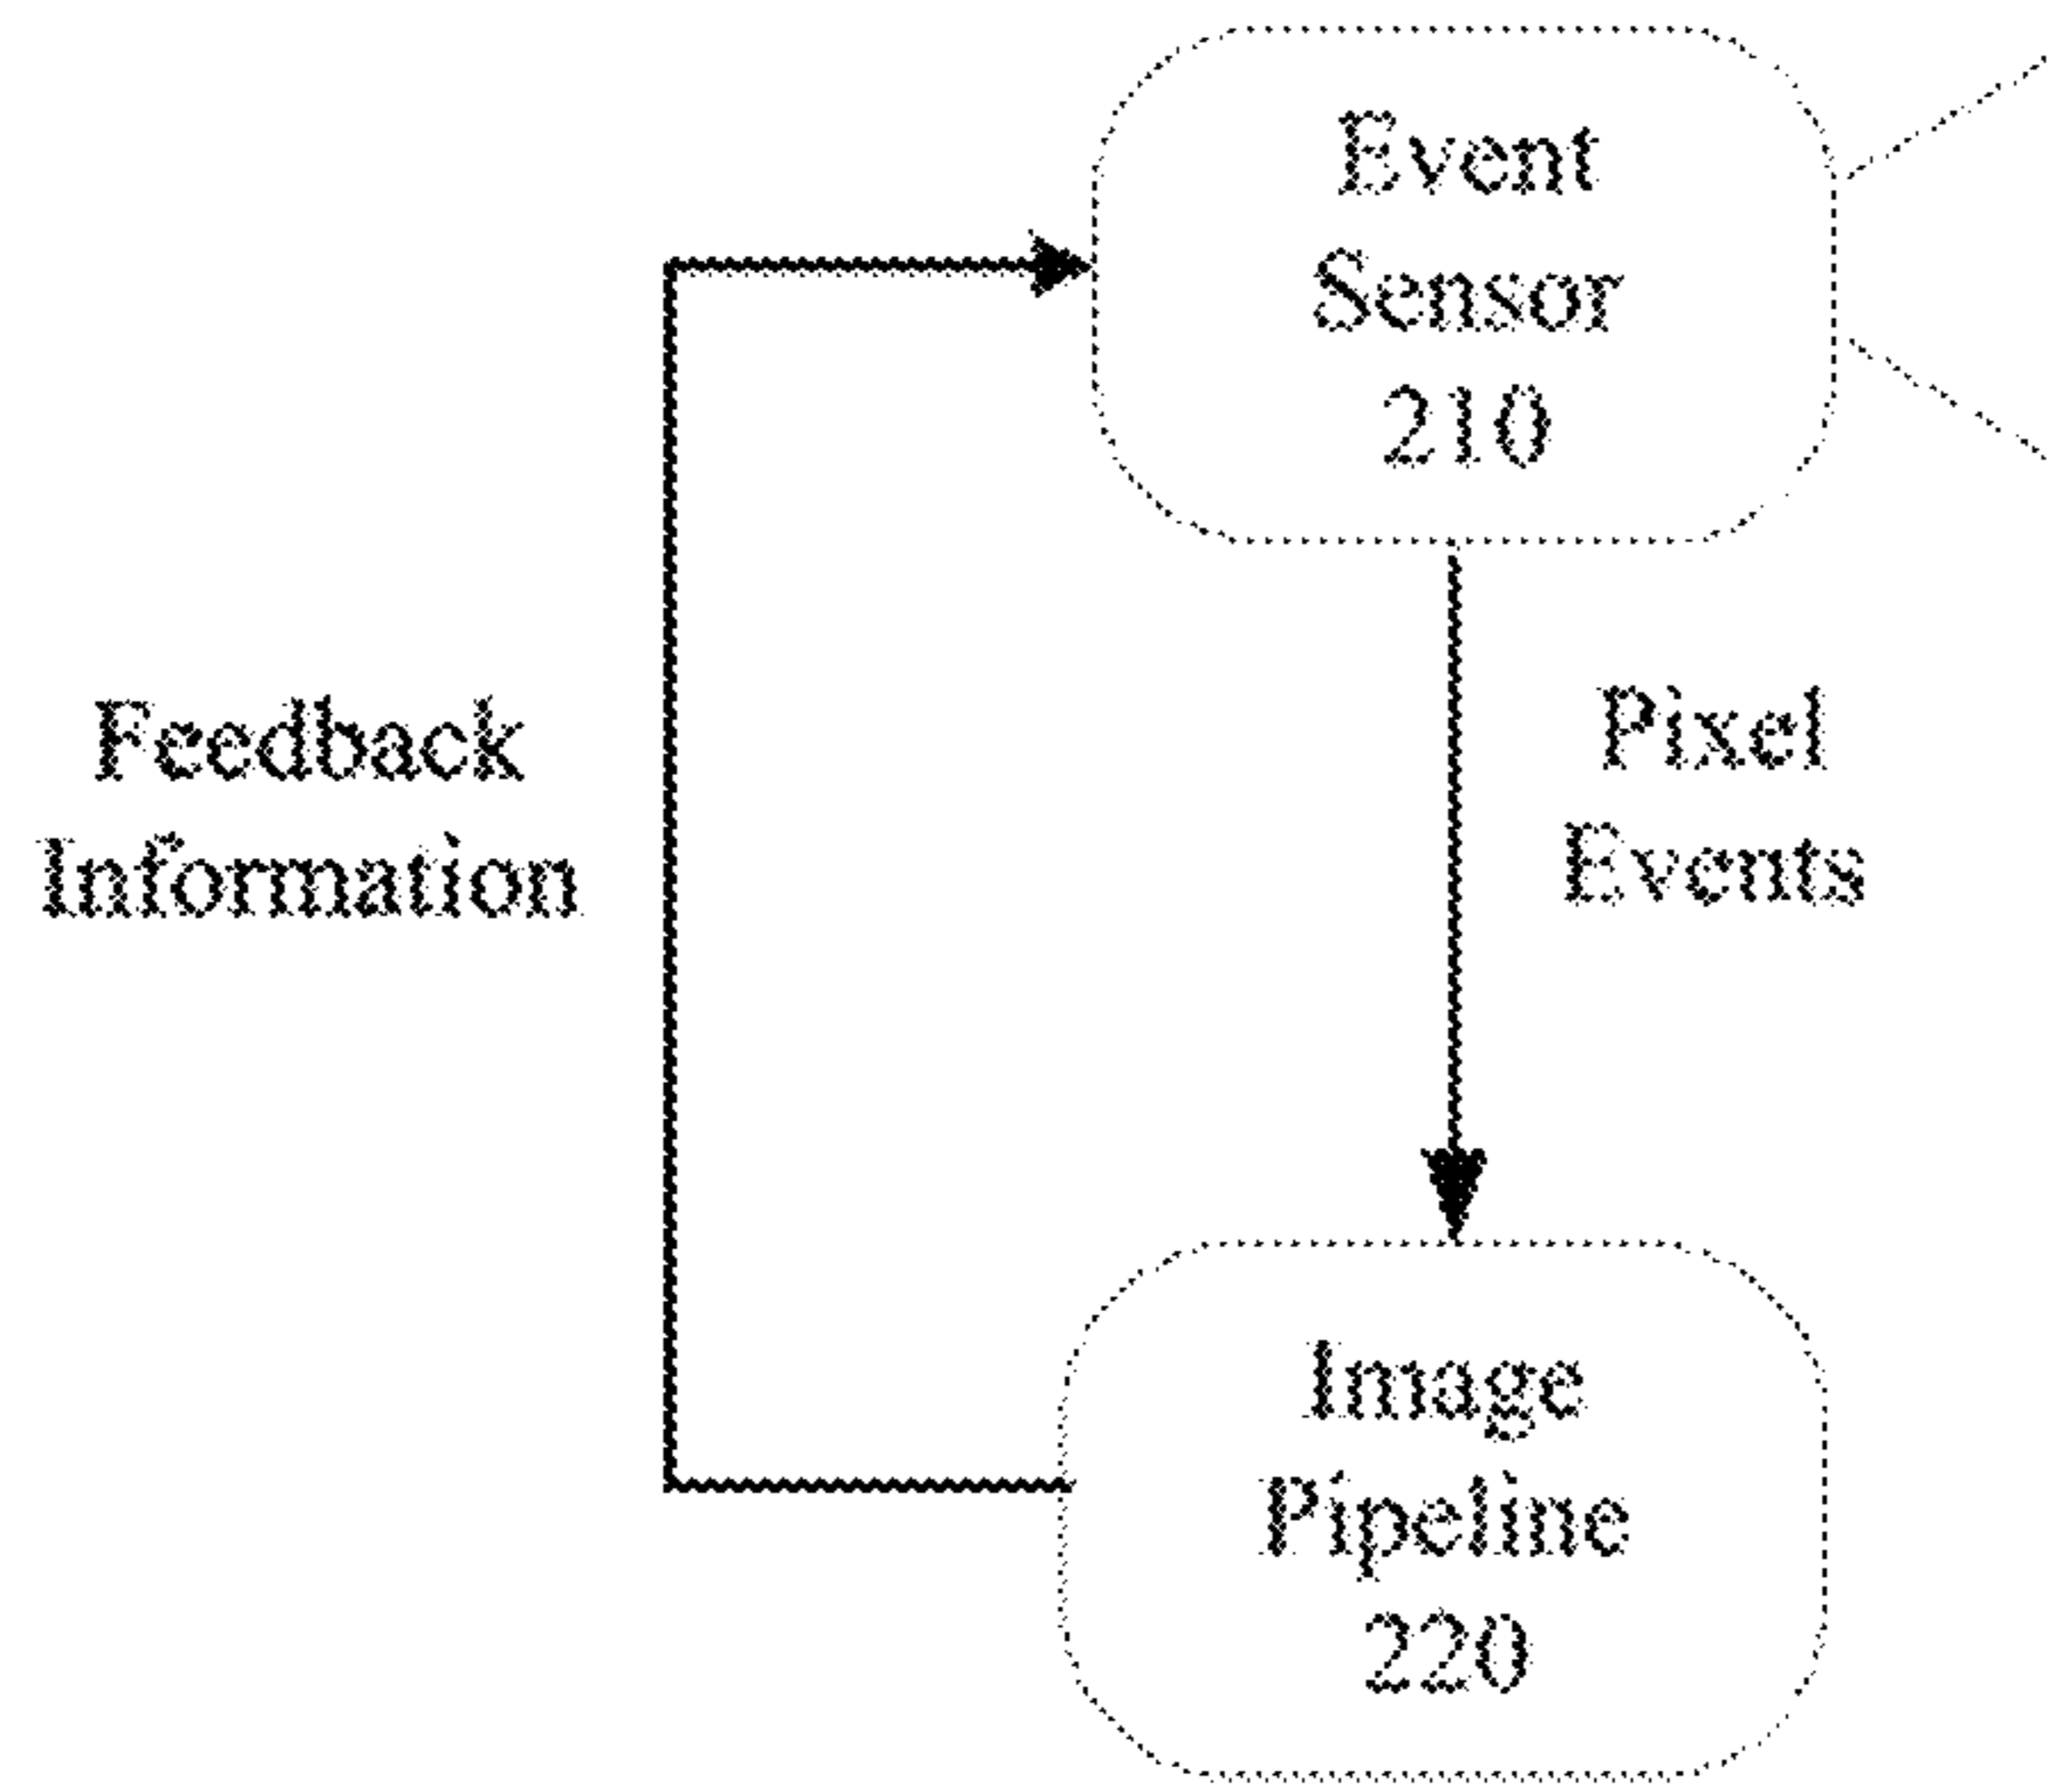 Event
Sensor
210
Feedback
Information
Pixel
Events
Image
Pipeline
220